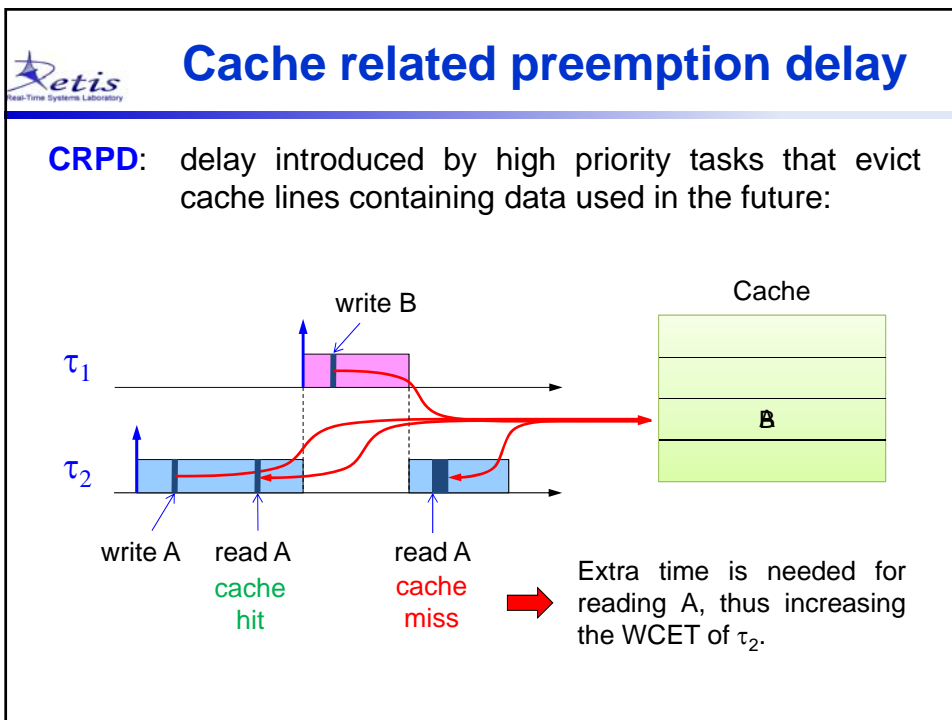 Retis
Real-Time Systems Laboratory
Cache related preemption delay
CRPD: delay introduced by high priority tasks that evict
cache lines containing data used in the future:
write B
Cache
τ1
B
A
τ2
write A
read A
cache
hit
read A
cache
miss
Extra time is needed for
reading A, thus increasing
the WCET of τ2.